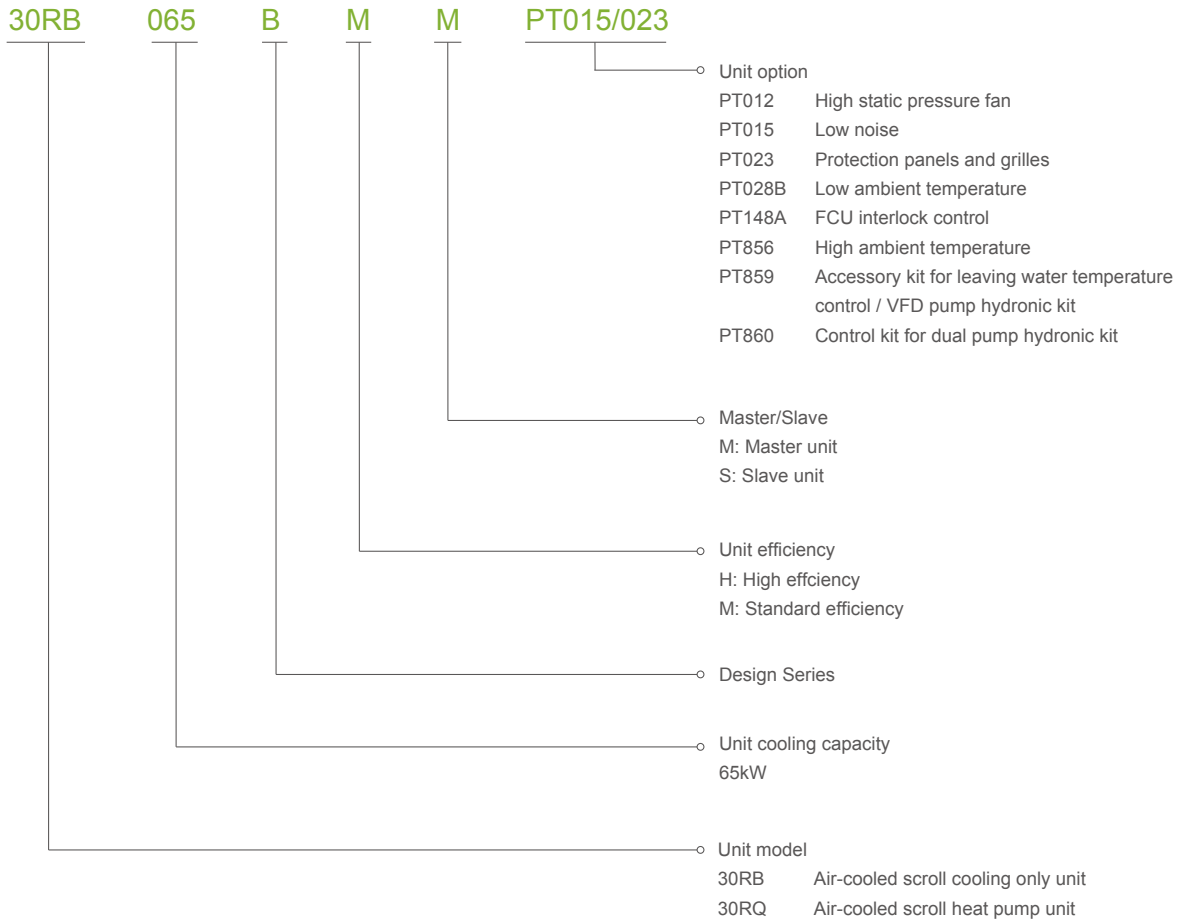 30RB 065 B M M PT015/023
Unit option
PT012 High static pressure fan
PT015 Low noise
PT023 Protection panels and grilles
PT028B Low ambient temperature
PT148A FCU interlock control
PT856 High ambient temperature
PT859 Accessory kit for leaving water temperature
control / VFD pump hydronic kit
PT860 Control kit for dual pump hydronic kit
Master/Slave
M: Master unit
S: Slave unit
Unit efficiency
H: High effciency
M: Standard efficiency
Design Series
Unit cooling capacity
65kW
Unit model
30RB Air-cooled scroll cooling only unit
30RQ Air-cooled scroll heat pump unit